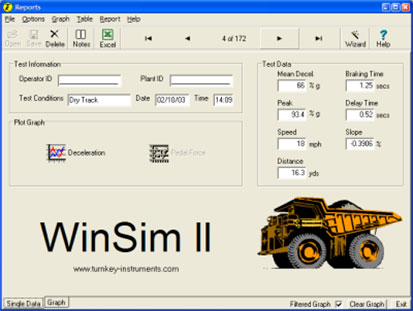 Reports
File Options Graph Table Report Help
Open Save Delete Notes Excel 4 of 172 Wizard Help
Test Information
Operator ID Plant ID
Test Conditions Dry Track Date 02/18/03 Time 14:09
Plot Graph
Deceleration Pedal Force
Test Data
Mean Decel. Braking Time
66 % g 1.25 secs
Peak Delay Time
93.4 % g 0.52 secs
Speed Slope
18 mph -0.3906 %
Distance
16.3 yds
WinSim II
www.turnkey-instruments.com
Single Data Graph Filtered Graph Clear Graph Exit